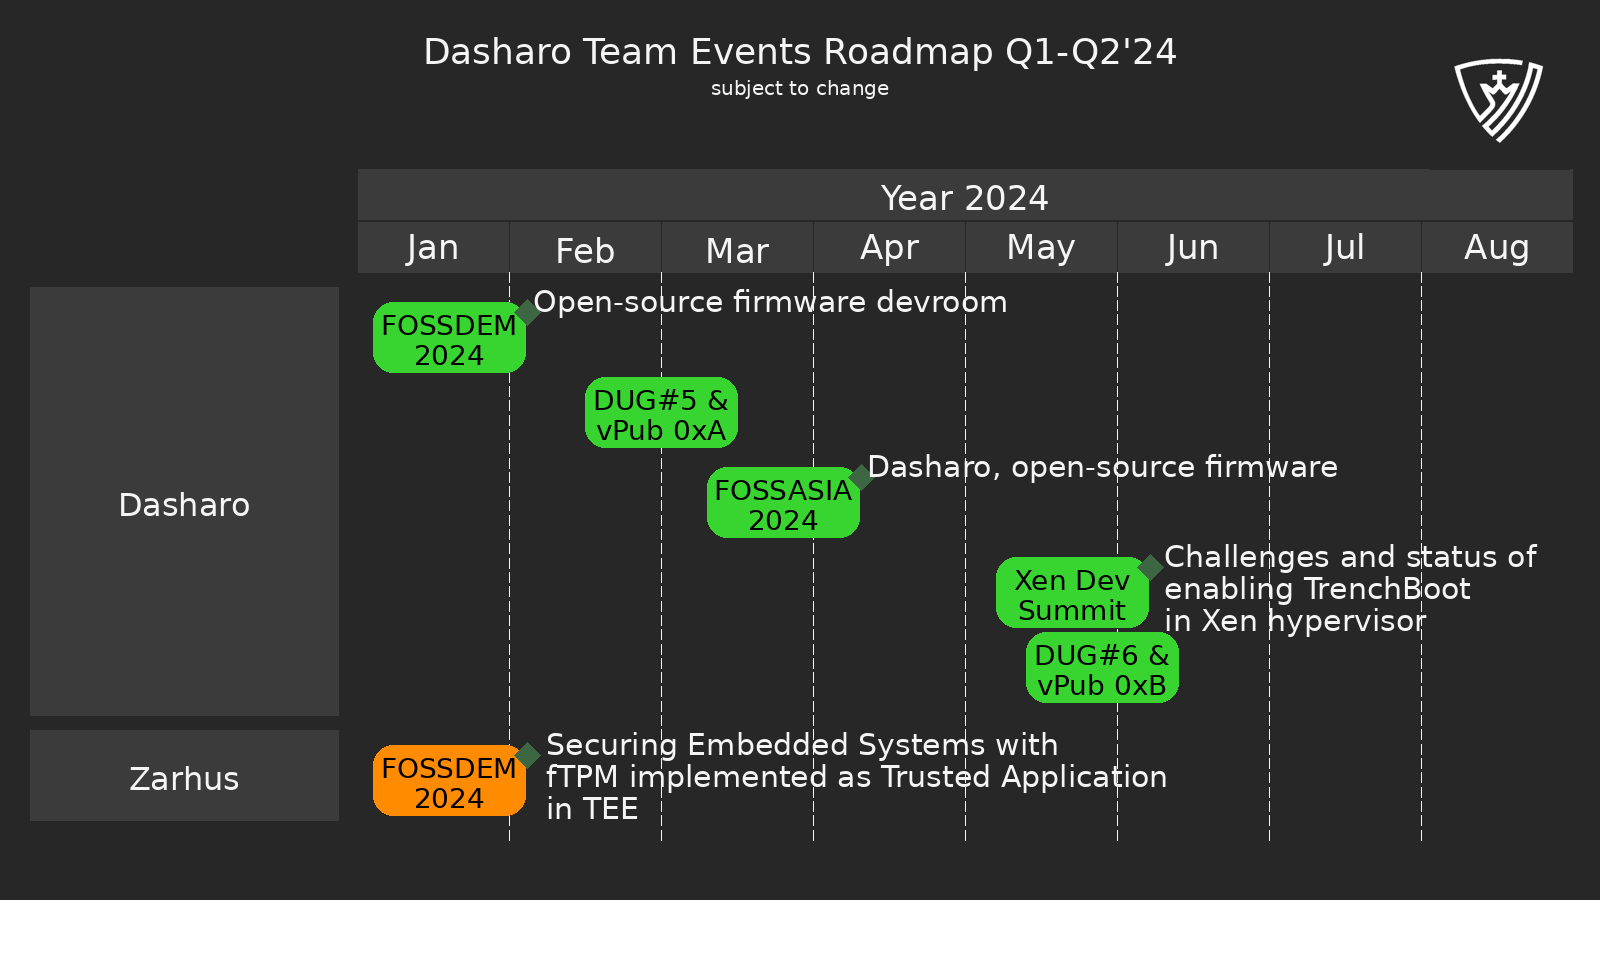 Dasharo Team Events Roadmap Q1-Q2'24
subject to change
Year 2024
Jan Feb Mar Apr May Jun Jul Aug
Dasharo
FOSSDEM
2024
Open-source firmware devroom
DUG#5 &
vPub 0xA
FOSSASIA
2024
Dasharo, open-source firmware
Xen Dev
Summit
Challenges and status of
enabling TrenchBoot
in Xen hypervisor
DUG#6 &
vPub 0xB
Zarhus
FOSSDEM
2024
Securing Embedded Systems with
fTPM implemented as Trusted Application
in TEE